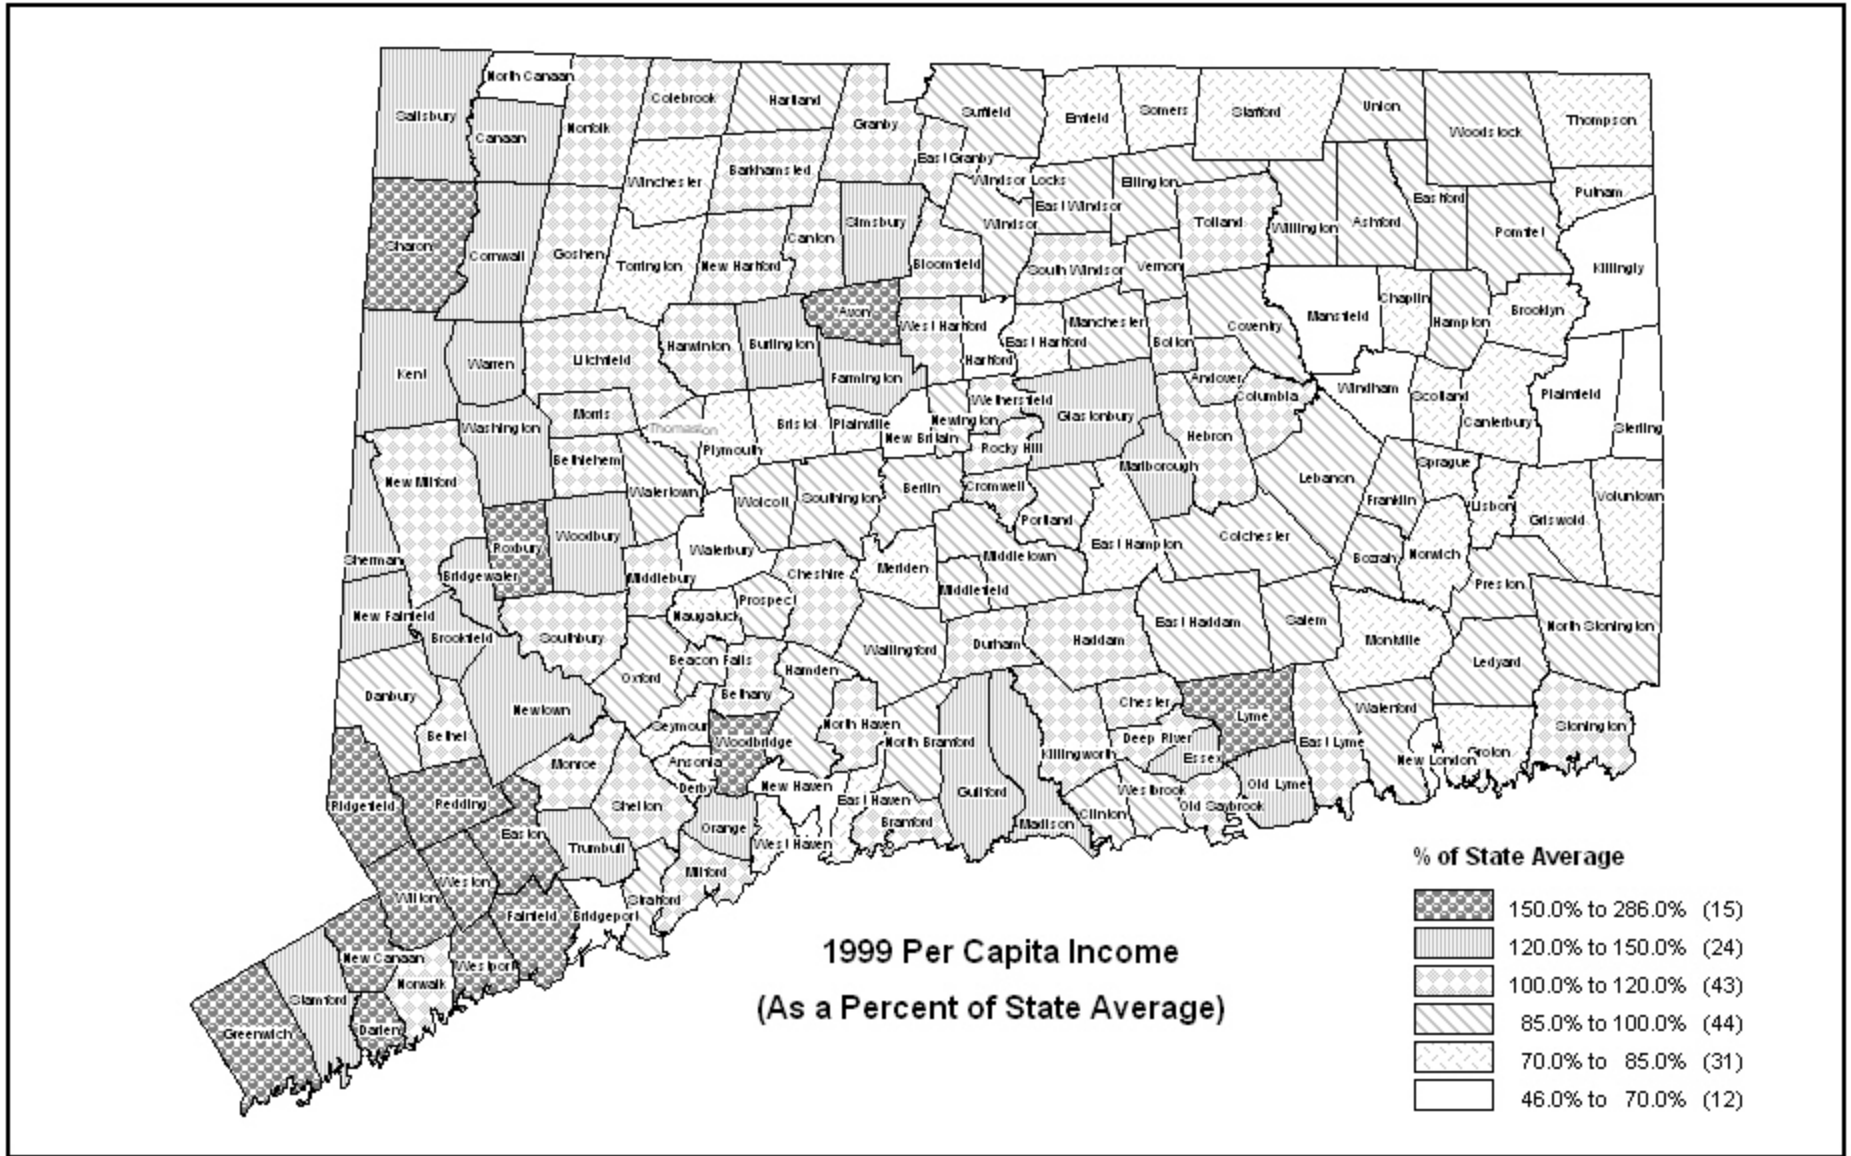 North Canaan
Colebrook
Hartland
Salisbury
Canaan
Norfolk
Granby
Suffield
Enfield
Somers
Stafford
Union
Woodstock
Thompson
East Granby
Winchester
Barkhamsted
Windsor Locks
Ellington
Putnam
East Windsor
Eastford
Sharon
Cornwall
Goshen
Torrington
New Hartford
Canton
Simsbury
Bloomfield
Windsor
South Windsor
Vernon
Tolland
Willington
Ashford
Pomfret
Killingly
Avon
West Hartford
Hartford
East Hartford
Manchester
Bolton
Coventry
Mansfield
Chaplin
Hampton
Brooklyn
Kent
Warren
Litchfield
Harwinton
Burlington
Farmington
Andover
Columbia
Windham
Scotland
Canterbury
Plainfield
Sterling
Washington
Morris
Thomaston
Plymouth
Bristol
Plainville
New Britain
Newington
Wethersfield
Rocky Hill
Glastonbury
Hebron
Marlborough
Bethlehem
New Milford
Watertown
Wolcott
Southington
Berlin
Cromwell
Portland
Lebanon
Franklin
Sprague
Lisbon
Griswold
Voluntown
Sherman
Bridgewater
Roxbury
Woodbury
Middlebury
Waterbury
Cheshire
Meriden
Middletown
Middlefield
East Hampton
Colchester
Bozrah
Norwich
Preston
New Fairfield
Brookfield
Southbury
Naugatuck
Prospect
Beacon Falls
Wallingford
Durham
Haddam
East Haddam
Salem
Montville
Ledyard
North Stonington
Danbury
Bethel
Newtown
Oxford
Bethany
Hamden
Seymour
Woodbridge
North Haven
North Branford
Killingworth
Chester
Deep River
Essex
Lyme
East Lyme
Waterford
New London
Groton
Stonington
Ridgefield
Redding
Monroe
Ansonia
Derby
Shelton
New Haven
East Haven
Branford
Guilford
Madison
Clinton
Westbrook
Old Saybrook
Old Lyme
Easton
Trumbull
Orange
West Haven
Milford
Stratford
Wilton
Weston
Fairfield
Bridgeport
New Canaan
Norwalk
Westport
Stamford
Darien
Greenwich
1999 Per Capita Income
(As a Percent of State Average)
% of State Average
150.0% to 286.0% (15)
120.0% to 150.0% (24)
100.0% to 120.0% (43)
85.0% to 100.0% (44)
70.0% to 85.0% (31)
46.0% to 70.0% (12)